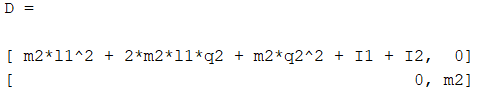 D =
[ m2*l1^2 + 2*m2*l1*q2 + m2*q2^2 + I1 + I2, 0]
[ 0, m2]